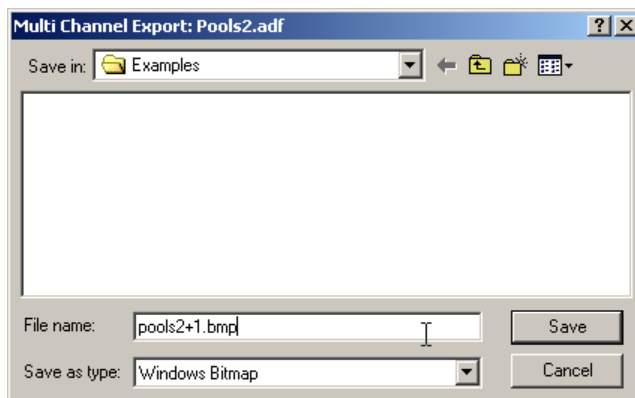 Multi Channel Export: Pools2.adf
Save in: Examples
File name: pools2+1.bmp Save
Save as type: Windows Bitmap Cancel